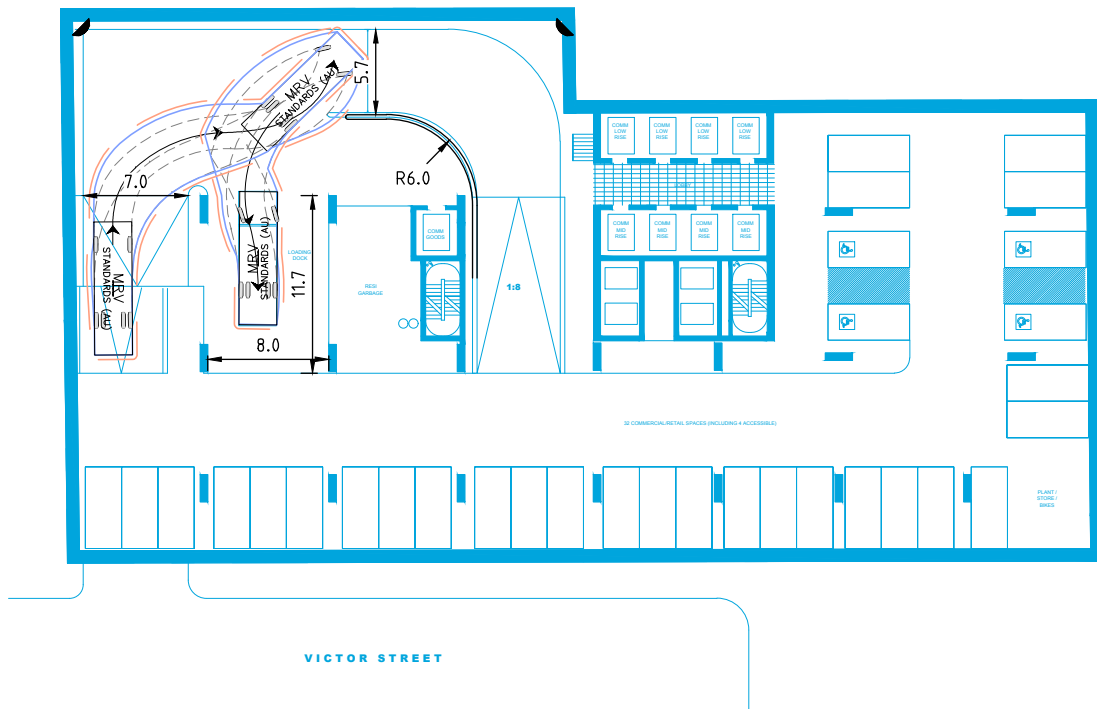 5.7
MRV
STANDARDS (AU)
R6.0
7.0
MRV
STANDARDS (AU)
MRV
STANDARDS (AU)
LOADING
DOCK
11.7
8.0
RESI
GARBAGE
COMM
GOODS
1:8
COMM
LOW
RISE
COMM
LOW
RISE
COMM
LOW
RISE
COMM
LOW
RISE
LOBBY
COMM
MID
RISE
COMM
MID
RISE
COMM
MID
RISE
COMM
MID
RISE
32 COMMERCIAL/RETAIL SPACES (INCLUDING 4 ACCESSIBLE)
PLANT /
STORE /
BIKES
VICTOR STREET